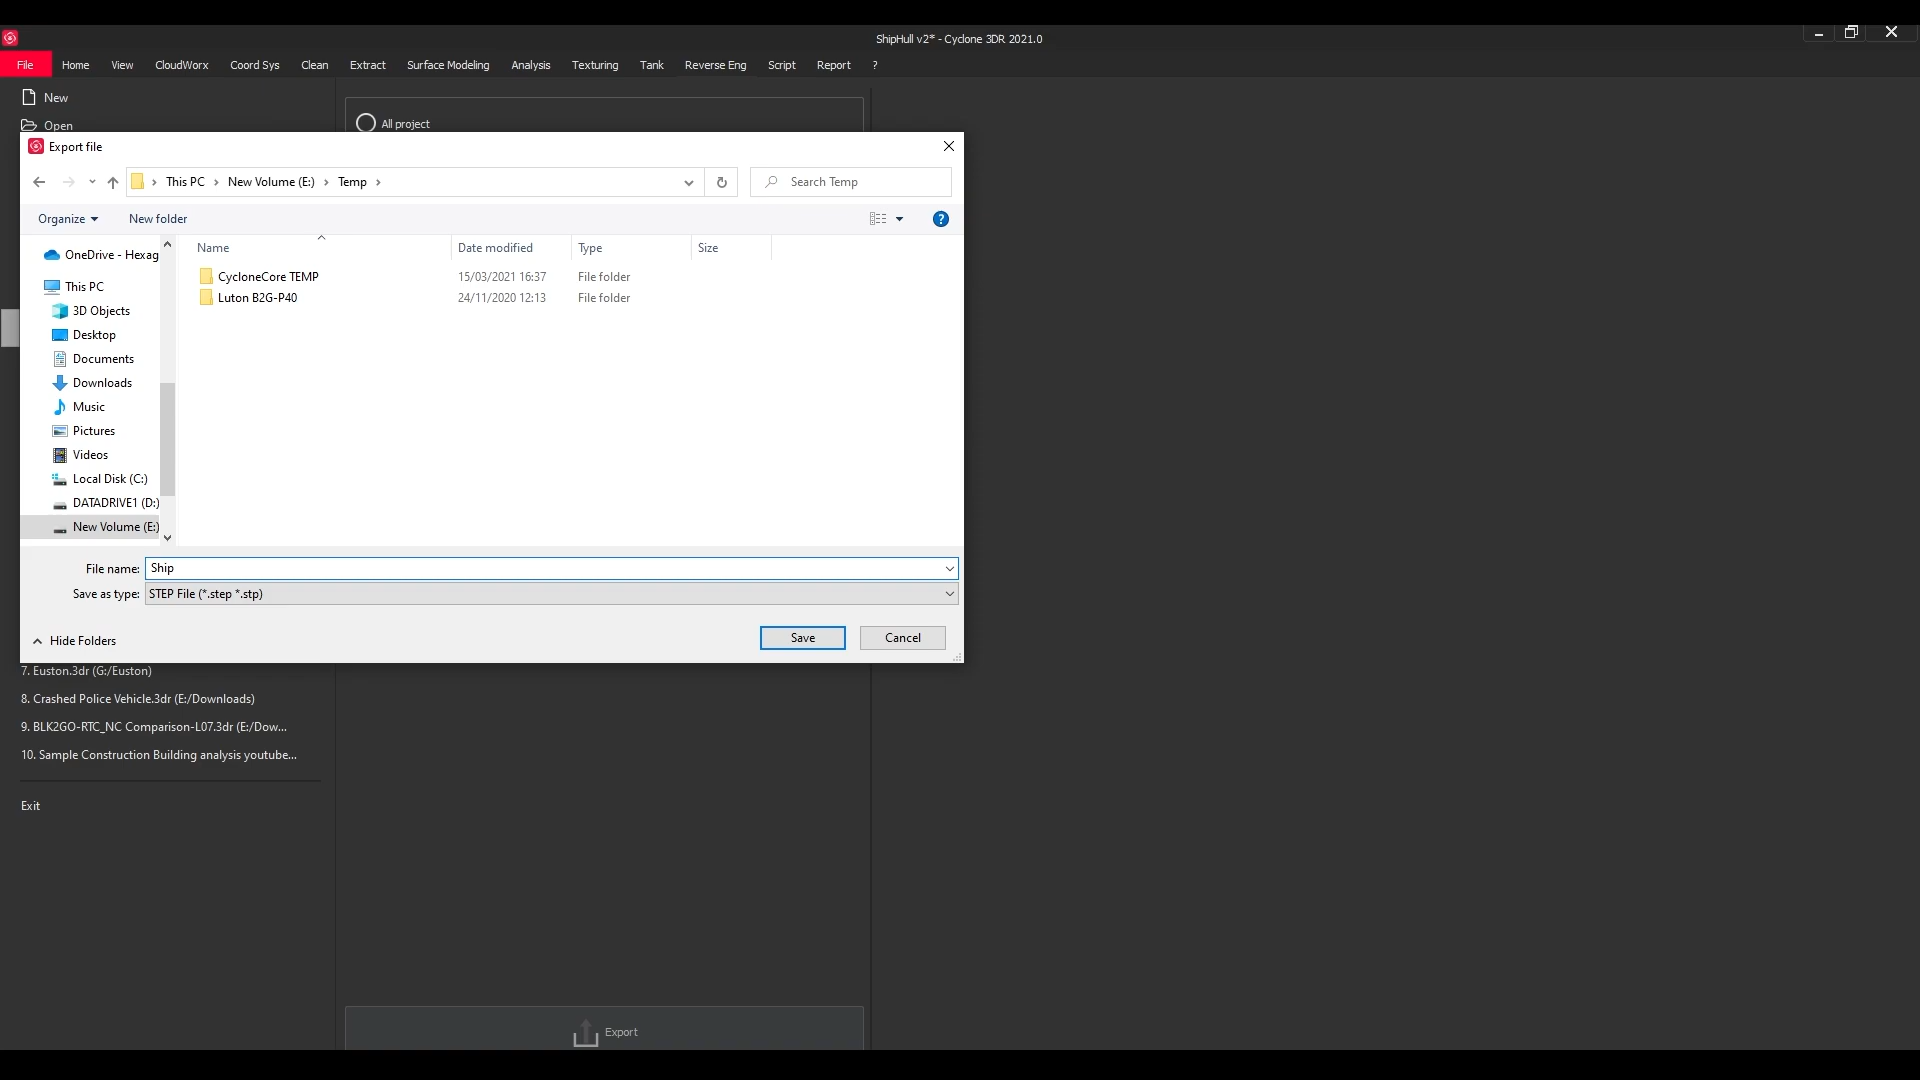 ShipHull v2* - Cyclone 3DR 2021.0
File Home View CloudWorx Coord Sys Clean Extract Surface Modeling Analysis Texturing Tank Reverse Eng Script Report ?
New
All project
Open
Export file
This PC New Volume (E:) Temp
Search Temp
Organize New folder ?
Name Date modified Type Size
OneDrive - Hexag
This PC
3D Objects
Desktop
Documents
Downloads
Music
Pictures
Videos
Local Disk (C:)
DATADRIVE1 (D:)
New Volume (E:)
CycloneCore TEMP 15/03/2021 16:37 File folder
Luton B2G-P40 24/11/2020 12:13 File folder
File name: Ship
Save as type: STEP File (*.step *.stp)
Hide Folders Save Cancel
7. Euston.3dr (G:/Euston)
8. Crashed Police Vehicle.3dr (E:/Downloads)
9. BLK2GO-RTC_NC Comparison-L07.3dr (E:/Dow...
10. Sample Construction Building analysis youtube...
Exit
Export